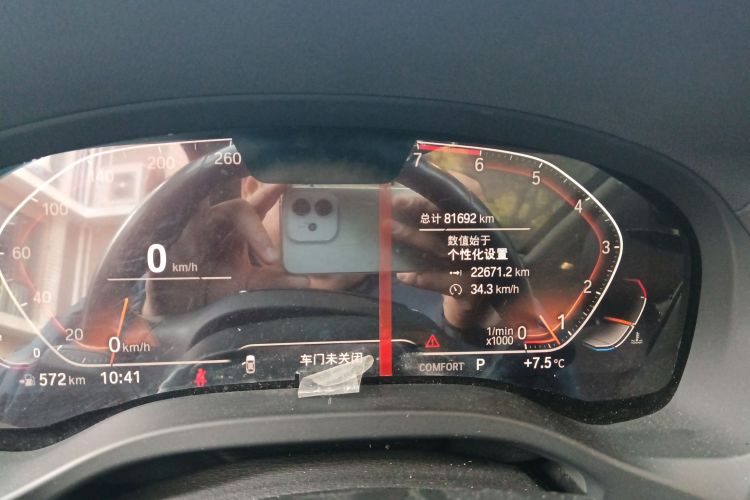 260
200
140
100
60
40
20
0
0 km/h
0 km/h
7
6
5
4
3
2
1
0
1/min
x1000
总计 81692 km
数值始于
个性化设置
22671.2 km
34.3 km/h
车门未关闭
572 km
10:41
COMFORT P
+7.5 °C